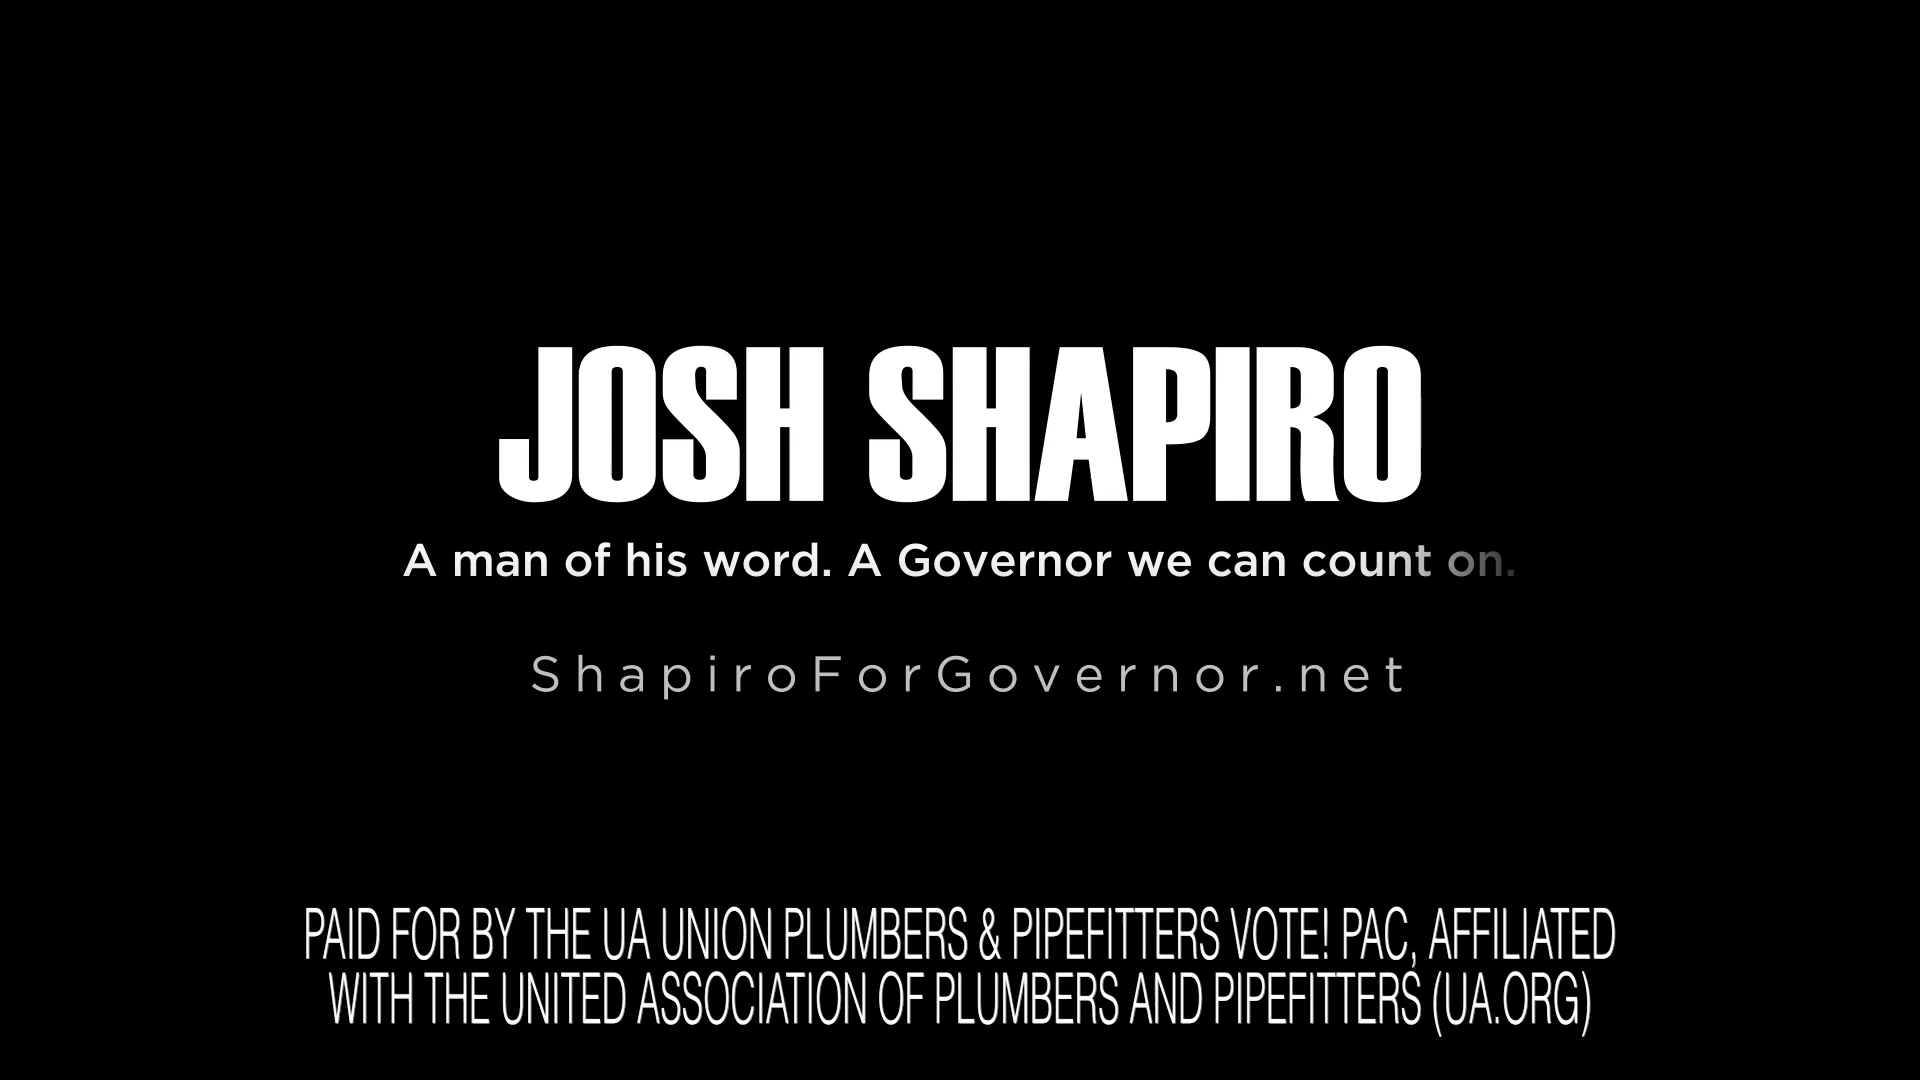 JOSH SHAPIRO
A man of his word. A Governor we can count on.
ShapiroForGovernor.net
PAID FOR BY THE UA UNION PLUMBERS & PIPEFITTERS VOTE! PAC, AFFILIATED
WITH THE UNITED ASSOCIATION OF PLUMBERS AND PIPEFITTERS (UA.ORG)